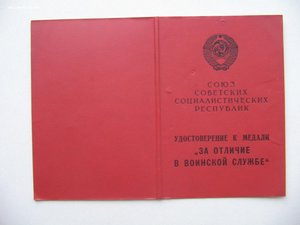 СОЮЗ
СОВЕТСКИХ
СОЦИАЛИСТИЧЕСКИХ
РЕСПУБЛИК
УДОСТОВЕРЕНИЕ К МЕДАЛИ
„ЗА ОТЛИЧИЕ
В ВОИНСКОЙ СЛУЖБЕ“